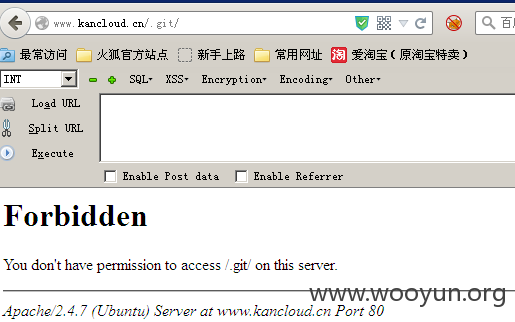 www.kancloud.cn/.git/
最常访问 火狐官方站点 新手上路 常用网址 淘 爱淘宝（原淘宝特卖）
INT SQL XSS Encryption Encoding Other
Load URL
Split URL
Execute
Enable Post data Enable Referrer
Forbidden
You don't have permission to access /.git/ on this server.
www.wooyun.org
Apache/2.4.7 (Ubuntu) Server at www.kancloud.cn Port 80